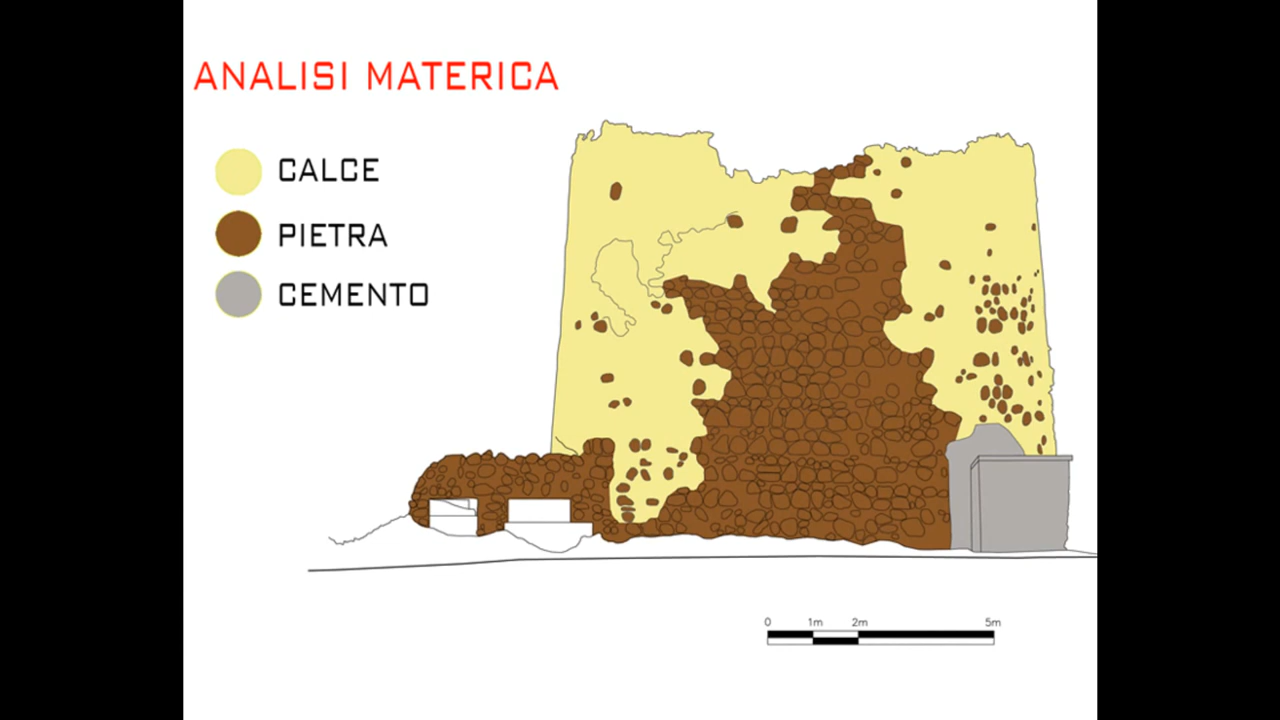 ANALISI MATERICA
CALCE
PIETRA
CEMENTO
0 1m 2m 5m